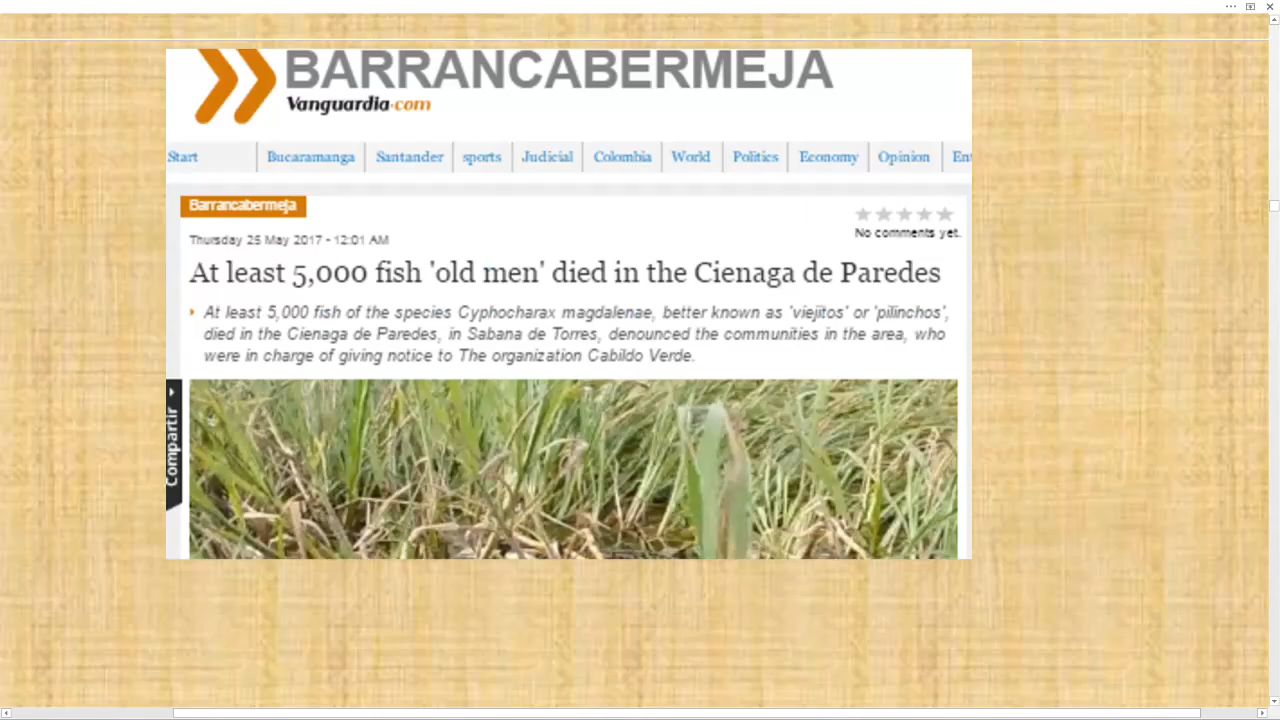 BARRANCABERMEJA
Vanguardia.com
Start Bucaramanga Santander sports Judicial Colombia World Politics Economy Opinion
Barrancabermeja
No comments yet.
Thursday 25 May 2017 - 12:01 AM
At least 5,000 fish 'old men' died in the Cienaga de Paredes
At least 5,000 fish of the species Cyphocharax magdalenae, better known as 'viejitos' or 'pilinchos',
died in the Cienaga de Paredes, in Sabana de Torres, denounced the communities in the area, who
were in charge of giving notice to The organization Cabildo Verde.
Compartir